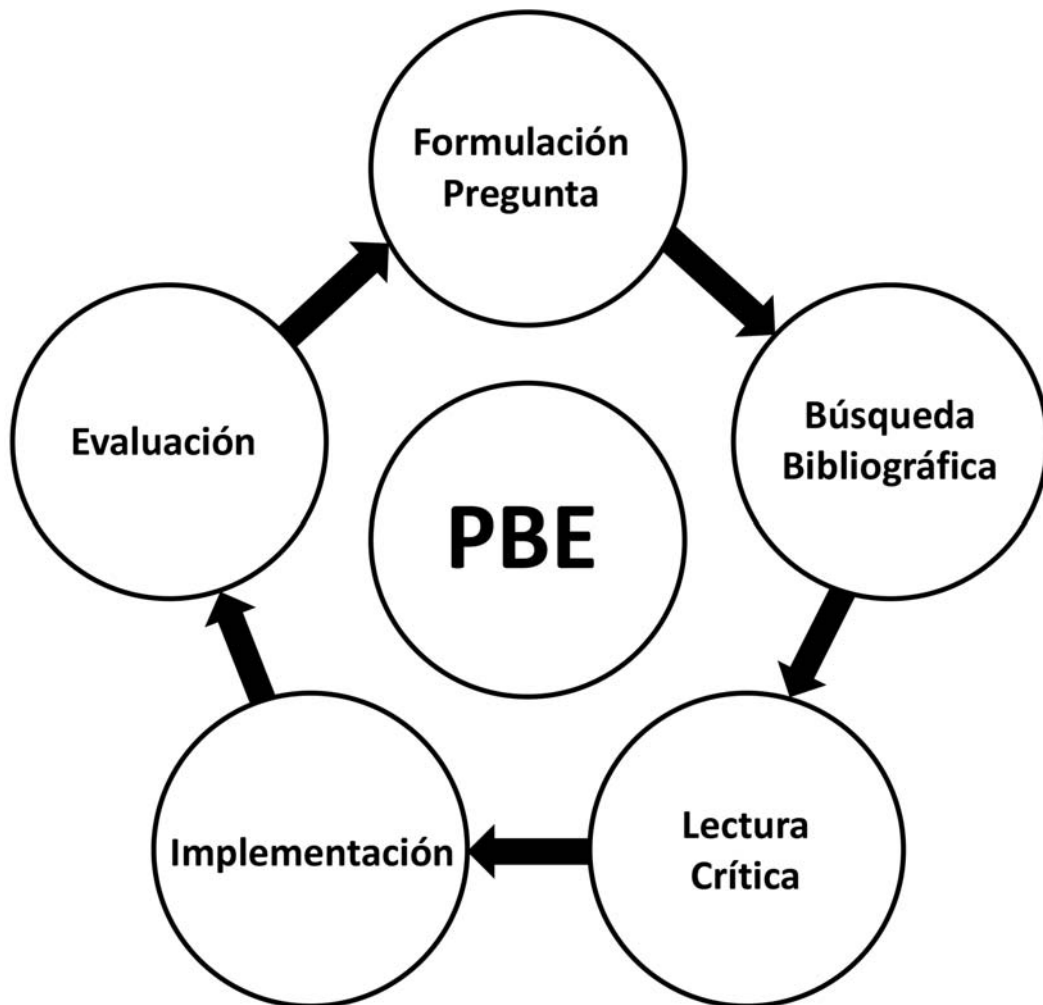 Formulación
Pregunta
Búsqueda
Bibliográfica
Evaluación
PBE
Lectura
Crítica
Implementación